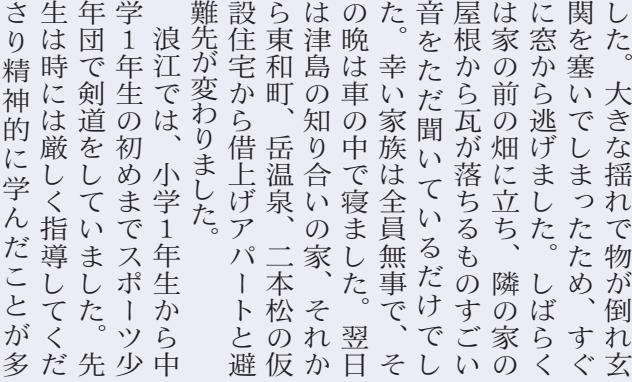 した。大きな揺れで物が倒れ玄
関を塞いでしまったため、すぐ
に窓から逃げました。しばらく
は家の前の畑に立ち、隣の家の
屋根から瓦が落ちるものすごい
音をただ聞いているだけでし
た。幸い家族は全員無事で、そ
の晩は車の中で寝ました。翌日
は津島の知り合いの家、それか
ら東和町、岳温泉、二本松の仮
設住宅から借上げアパートと避
難先が変わりました。
浪江では、小学1年生から中
学1年生の初めまでスポーツ少
年団で剣道をしていました。先
生は時には厳しく指導してくだ
さり精神的に学んだことが多